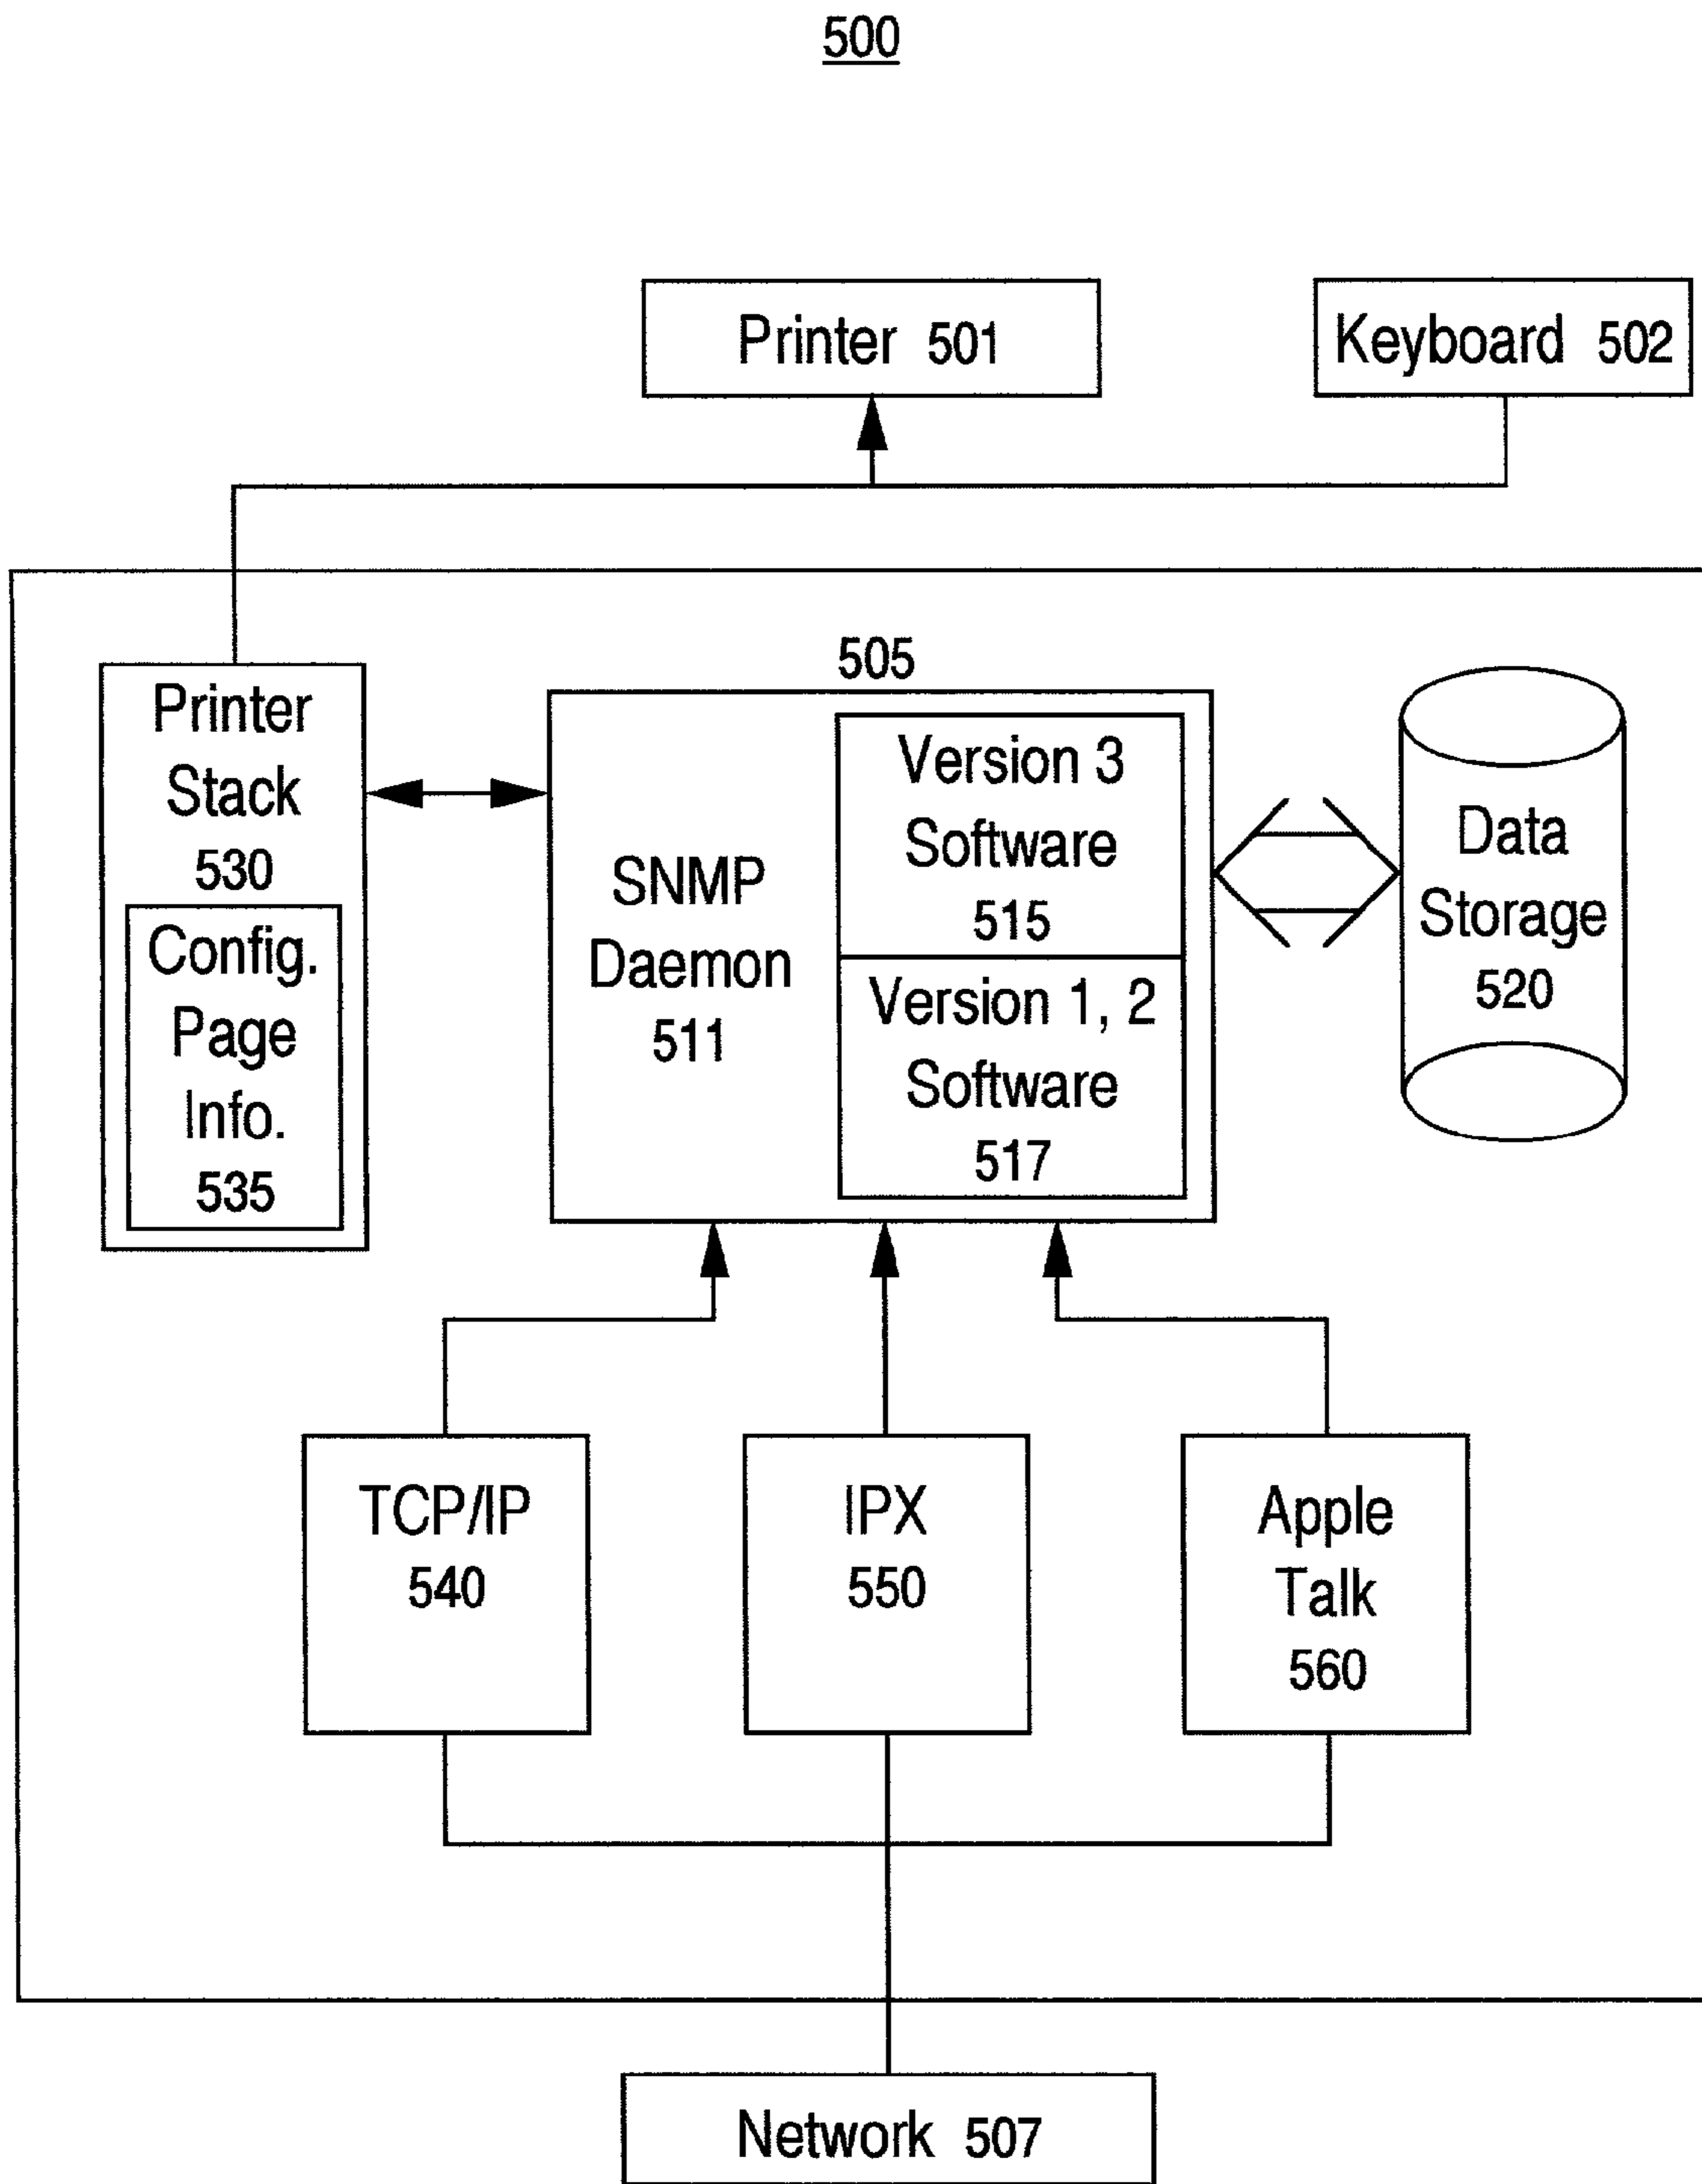 500
Printer 501
Keyboard 502
505
Printer
Stack
530
Config.
Page
Info.
535
SNMP
Daemon
511
Version 3
Software
515
Version 1, 2
Software
517
Data
Storage
520
TCP/IP
540
IPX
550
Apple
Talk
560
Network 507